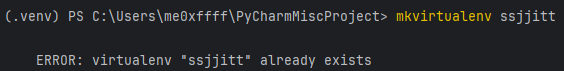 (.venv) PS C:\Users\me0xffff\PyCharmMiscProject> mkvirtualenv ssjjitt
ERROR: virtualenv "ssjjitt" already exists